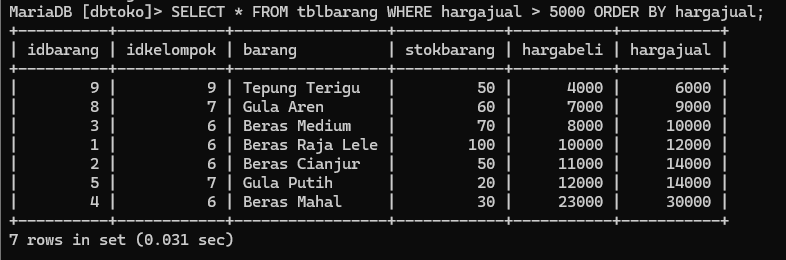 MariaDB [dbtoko]> SELECT * FROM tblbarang WHERE hargajual > 5000 ORDER BY hargajual;
+----------+------------+----------------+------------+-----------+-----------+
| idbarang | idkelompok | barang         | stokbarang | hargabeli | hargajual |
+----------+------------+----------------+------------+-----------+-----------+
|        9 |          9 | Tepung Terigu  |         50 |      4000 |      6000 |
|        8 |          7 | Gula Aren      |         60 |      7000 |      9000 |
|        3 |          6 | Beras Medium   |         70 |      8000 |     10000 |
|        1 |          6 | Beras Raja Lele |        100 |     10000 |     12000 |
|        2 |          6 | Beras Cianjur  |         50 |     11000 |     14000 |
|        5 |          7 | Gula Putih     |         20 |     12000 |     14000 |
|        4 |          6 | Beras Mahal    |         30 |     23000 |     30000 |
+----------+------------+----------------+------------+-----------+-----------+
7 rows in set (0.031 sec)